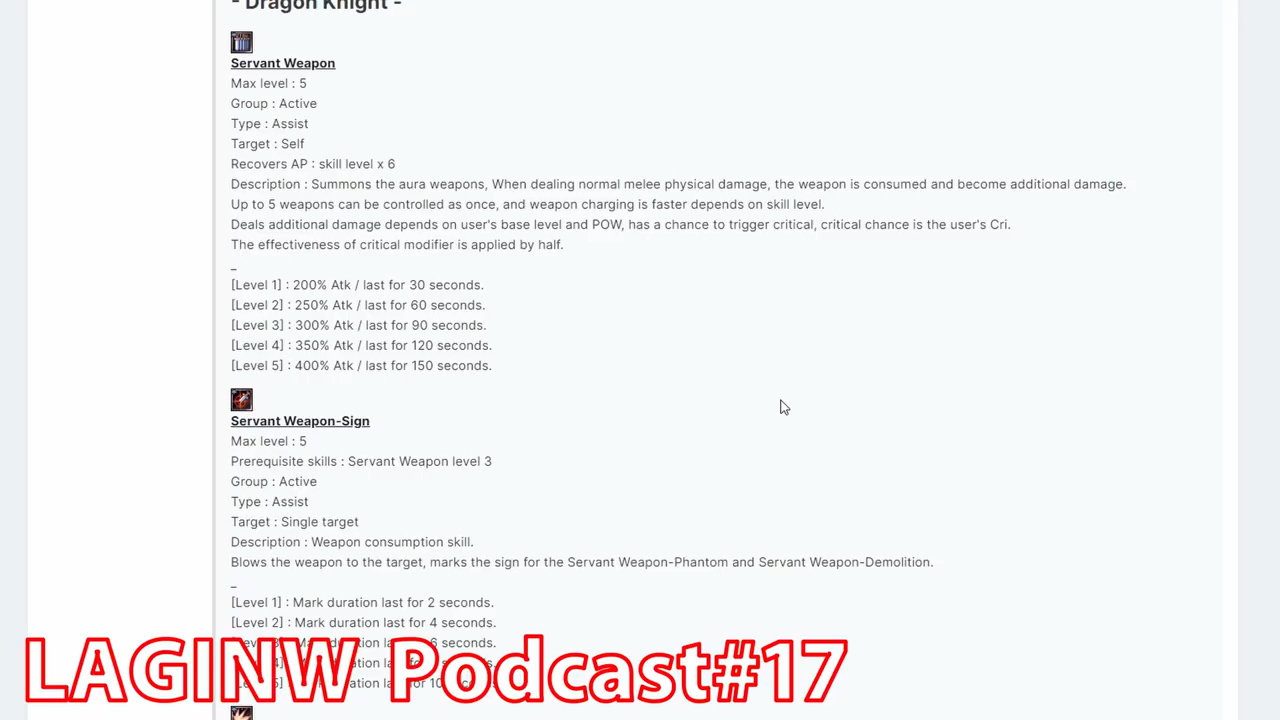 - Dragon Knight -
Servant Weapon
Max level : 5
Group : Active
Type : Assist
Target : Self
Recovers AP : skill level x 6
Description : Summons the aura weapons, When dealing normal melee physical damage, the weapon is consumed and become additional damage.
Up to 5 weapons can be controlled as once, and weapon charging is faster depends on skill level.
Deals additional damage depends on user's base level and POW, has a chance to trigger critical, critical chance is the user's Cri.
The effectiveness of critical modifier is applied by half.
_
[Level 1] : 200% Atk / last for 30 seconds.
[Level 2] : 250% Atk / last for 60 seconds.
[Level 3] : 300% Atk / last for 90 seconds.
[Level 4] : 350% Atk / last for 120 seconds.
[Level 5] : 400% Atk / last for 150 seconds.
Servant Weapon-Sign
Max level : 5
Prerequisite skills : Servant Weapon level 3
Group : Active
Type : Assist
Target : Single target
Description : Weapon consumption skill.
Blows the weapon to the target, marks the sign for the Servant Weapon-Phantom and Servant Weapon-Demolition.
_
[Level 1] : Mark duration last for 2 seconds.
[Level 2] : Mark duration last for 4 seconds.
LAGINW Podcast#17